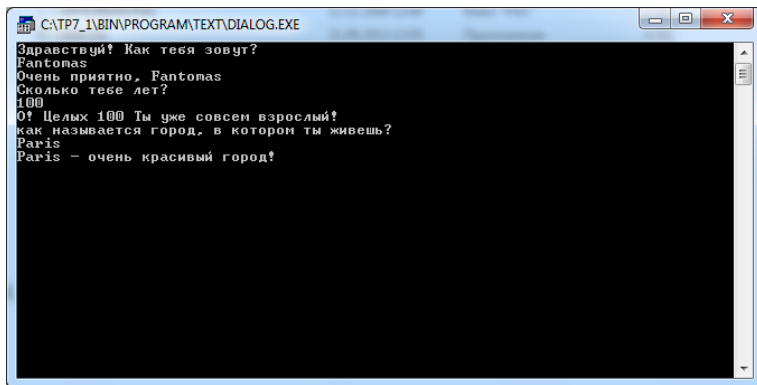 C:\TP7_1\BIN\PROGRAM\TEXT\DIALOG.EXE
Здравствуй! Как тебя зовут?
Fantomas
Очень приятно, Fantomas
Сколько тебе лет?
100
О! Целых 100 Ты уже совсем взрослый!
как называется город, в котором ты живешь?
Paris
Paris - очень красивый город!